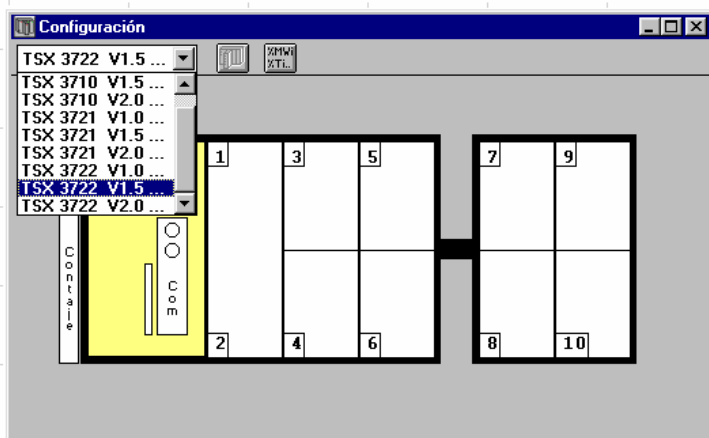 Configuración
TSX 3722 V1.5 ...
%MWi
%Ti..
TSX 3710 V1.5 ...
TSX 3710 V2.0 ...
TSX 3721 V1.0 ...
TSX 3721 V1.5 ...
TSX 3721 V2.0 ...
TSX 3722 V1.0 ...
TSX 3722 V1.5 ...
TSX 3722 V2.0 ...
1 3 5 7 9
Contaje
Com
2 4 6 8 10